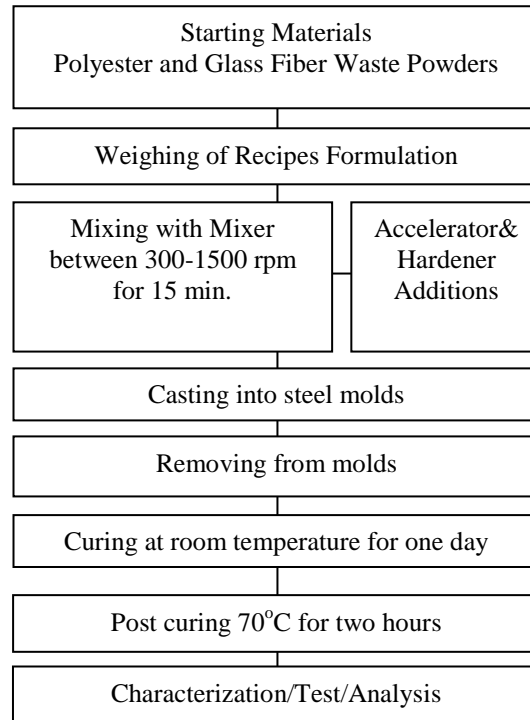 Starting Materials
Polyester and Glass Fiber Waste Powders
Weighing of Recipes Formulation
Mixing with Mixer
between 300-1500 rpm
for 15 min.
Accelerator&
Hardener
Additions
Casting into steel molds
Removing from molds
Curing at room temperature for one day
Post curing 70°C for two hours
Characterization/Test/Analysis